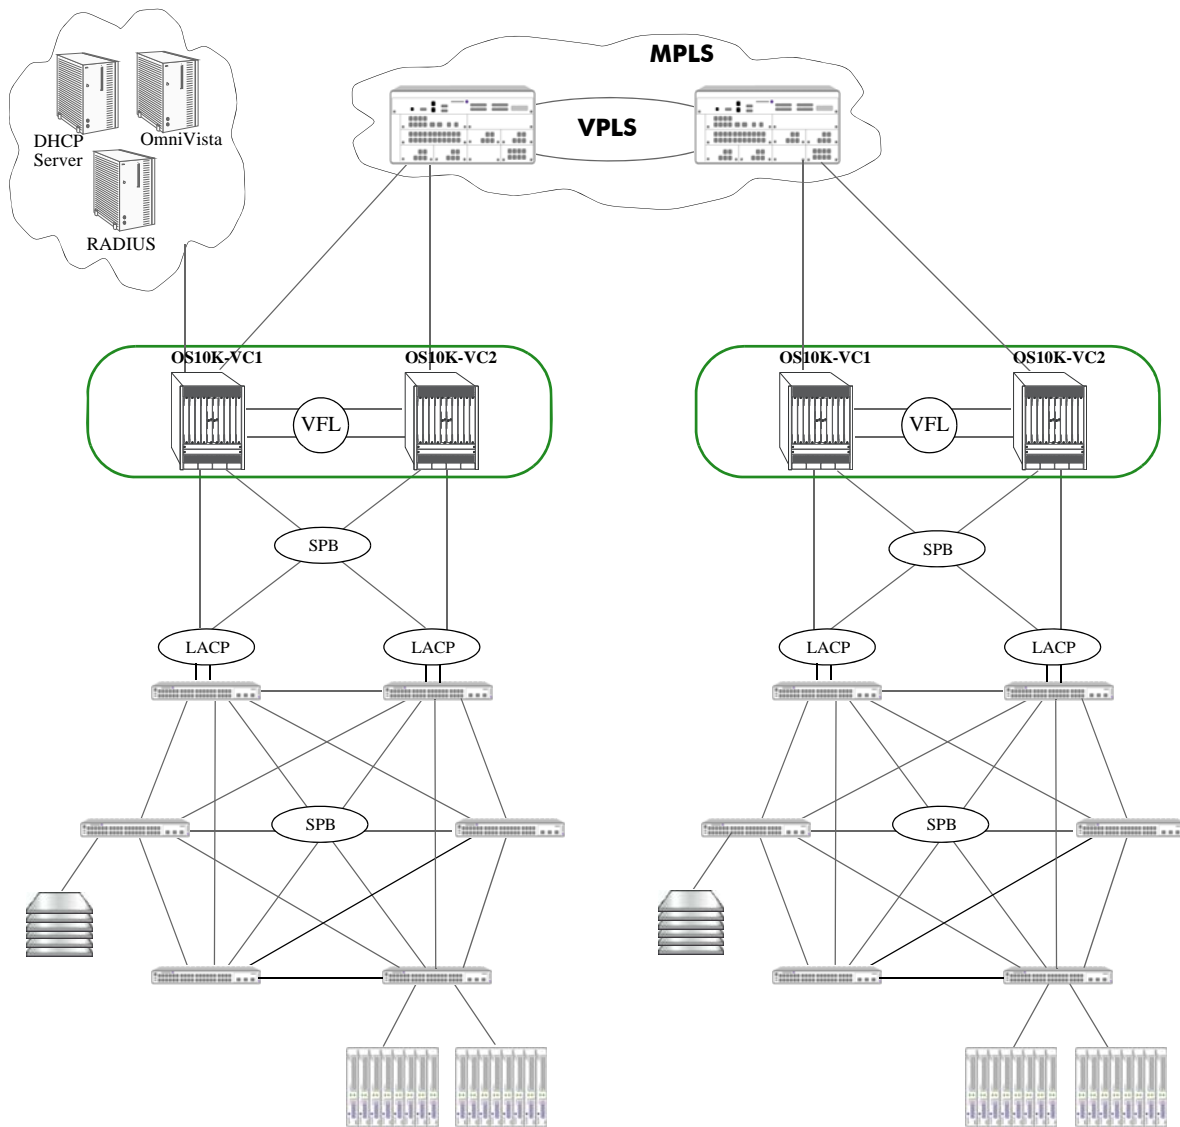 MPLS
VPLS
DHCP
Server
OmniVista
RADIUS
OS10K-VC1
OS10K-VC2
VFL
OS10K-VC1
OS10K-VC2
VFL
SPB
SPB
LACP
LACP
LACP
LACP
SPB
SPB